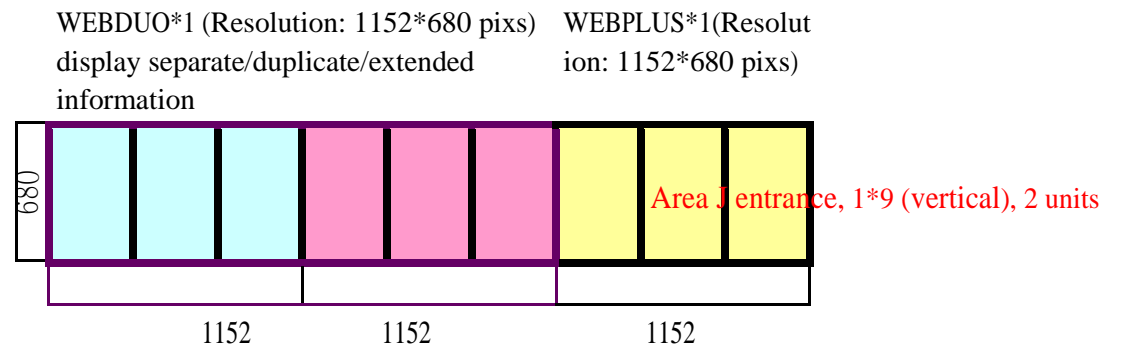 WEBDUO*1 (Resolution: 1152*680 pixs)
display separate/duplicate/extended
information
WEBPLUS*1(Resolut
ion: 1152*680 pixs)
680
Area J entrance, 1*9 (vertical), 2 units
1152
1152
1152